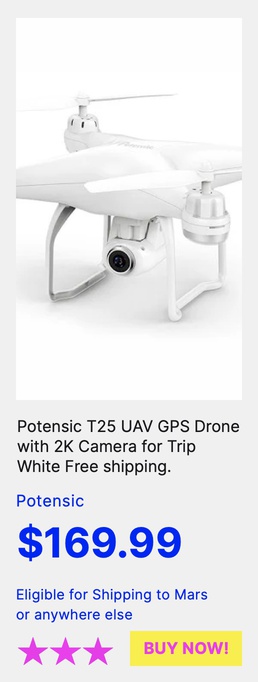 Potensic T25 UAV GPS Drone
with 2K Camera for Trip
White Free shipping.
Potensic
$169.99
Eligible for Shipping to Mars
or anywhere else
BUY NOW!